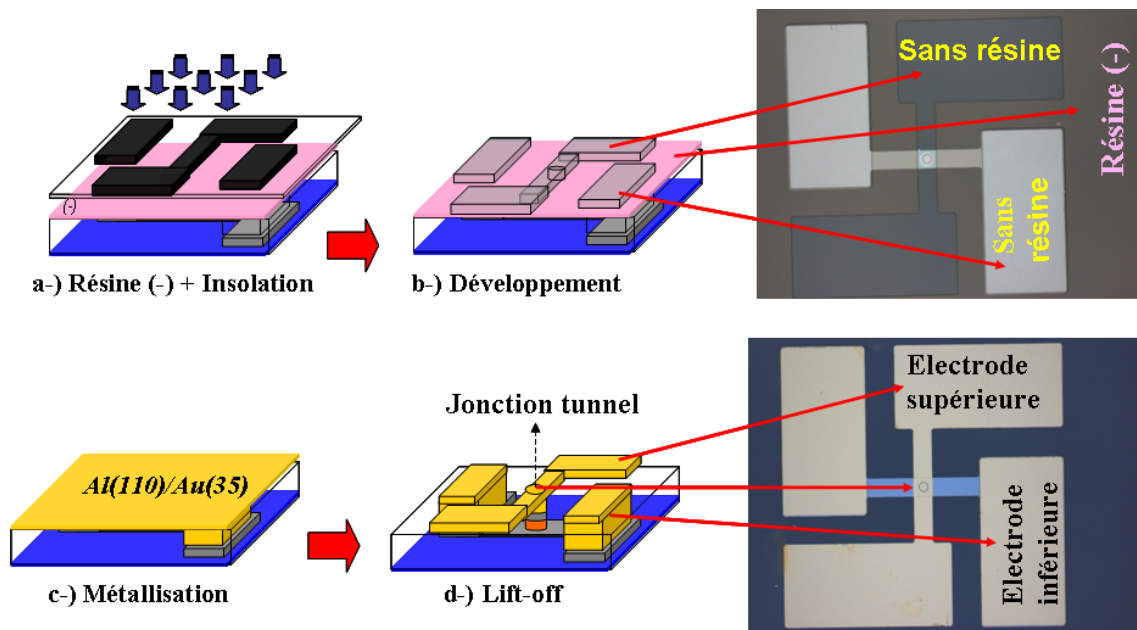 Sans résine
Résine (-)
Sans
résine
(-)
a-) Résine (-) + Insolation
b-) Développement
Jonction tunnel
Electrode
supérieure
Electrode
inférieure
Al(110)/Au(35)
c-) Métallisation
d-) Lift-off